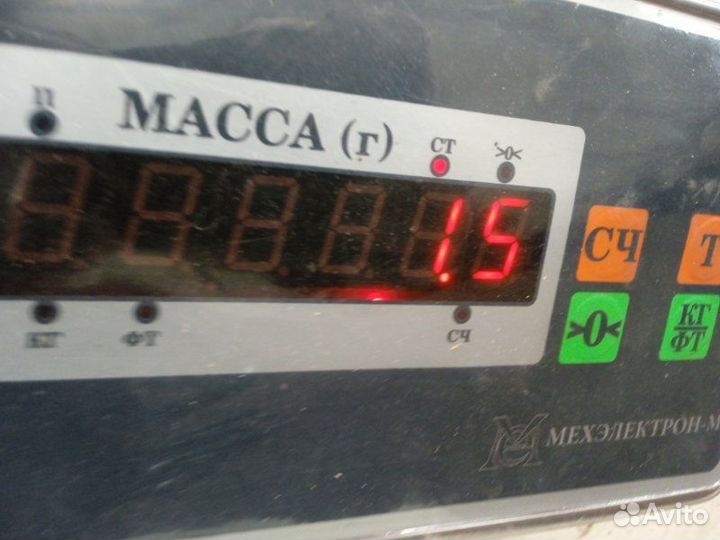 п
МАССА (г)
СТ
>0<
1.5
КГ
ФТ
СЧ
СЧ
Т
>0<
КГ
ФТ
МЕХЭЛЕКТРОН-М
Avito